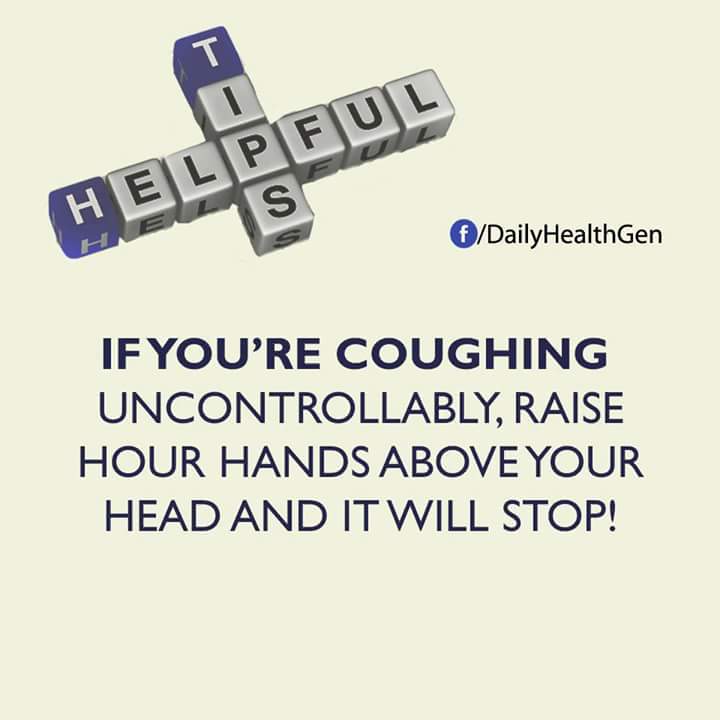 TIPS
HELPFUL
f/DailyHealthGen
IF YOU'RE COUGHING
UNCONTROLLABLY, RAISE
HOUR HANDS ABOVE YOUR
HEAD AND IT WILL STOP!